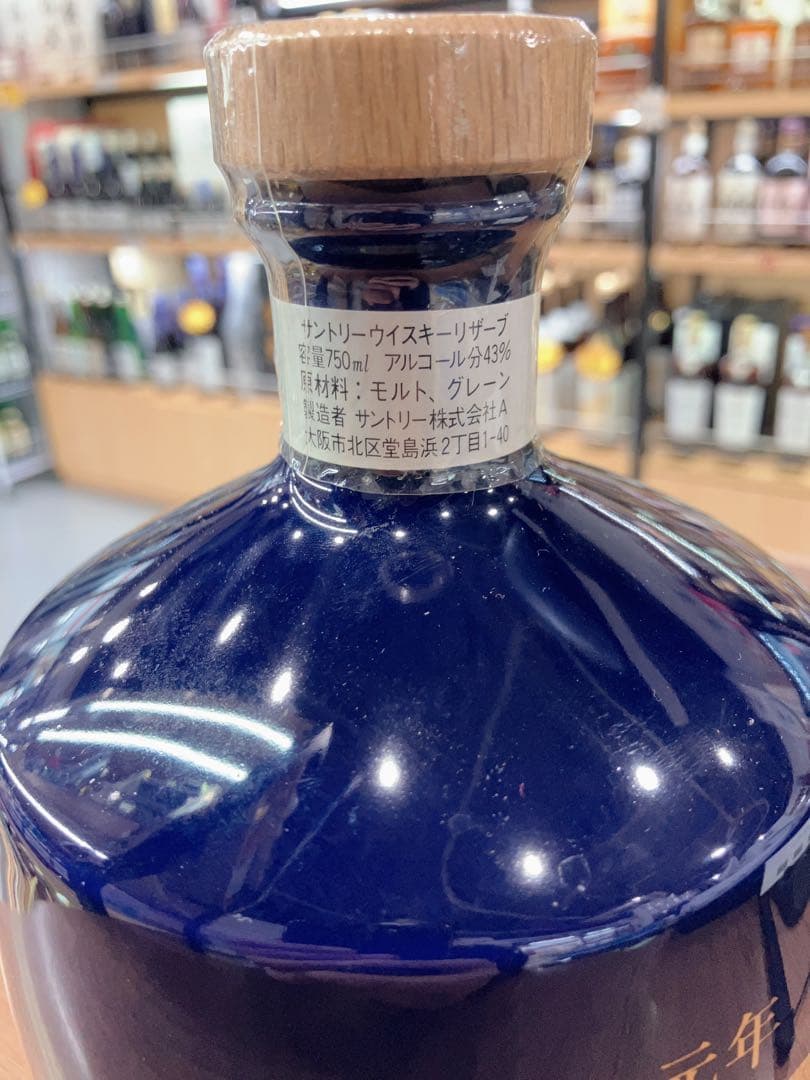 サントリーウイスキーリザーブ
容量750ml アルコール分43%
原材料：モルト、グレーン
製造者 サントリー株式会社A
大阪市北区堂島浜2丁目1-40
元年